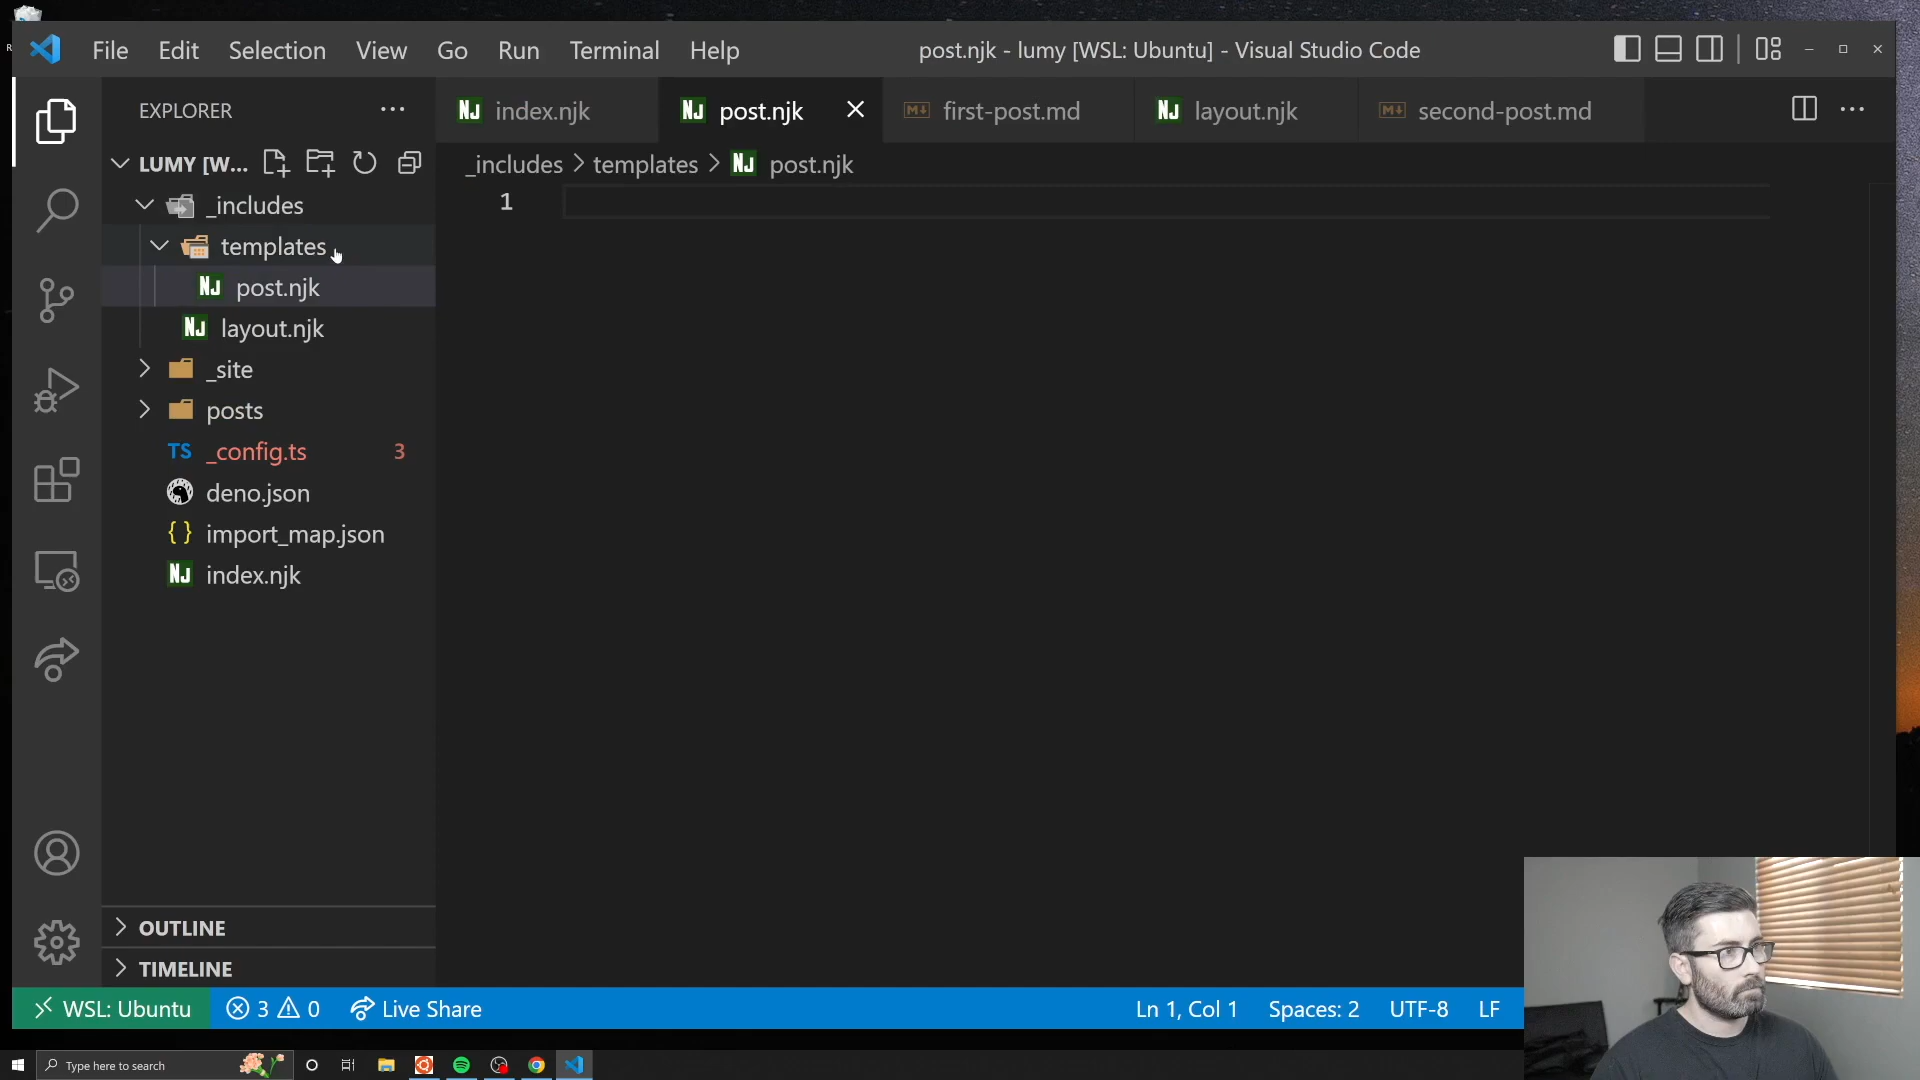 File Edit Selection View Go Run Terminal Help post.njk - lumy [WSL: Ubuntu] - Visual Studio Code
EXPLORER
index.njk post.njk first-post.md layout.njk second-post.md
LUMY [W...
_includes > templates > post.njk
_includes
1
templates
post.njk
layout.njk
_site
posts
TS _config.ts 3
deno.json
{ } import_map.json
index.njk
OUTLINE
TIMELINE
WSL: Ubuntu 3 0 Live Share Ln 1, Col 1 Spaces: 2 UTF-8 LF
Type here to search